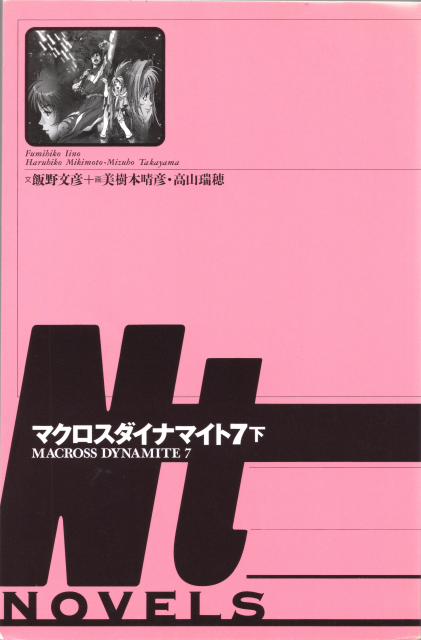 Fumihiko Iino
Haruhiko Mikimoto-Mizuho Takayama
文飯野文彦+画美樹本晴彦・高山瑞穂
Nt
マクロスダイナマイト7下
MACROSS DYNAMITE 7
NOVELS